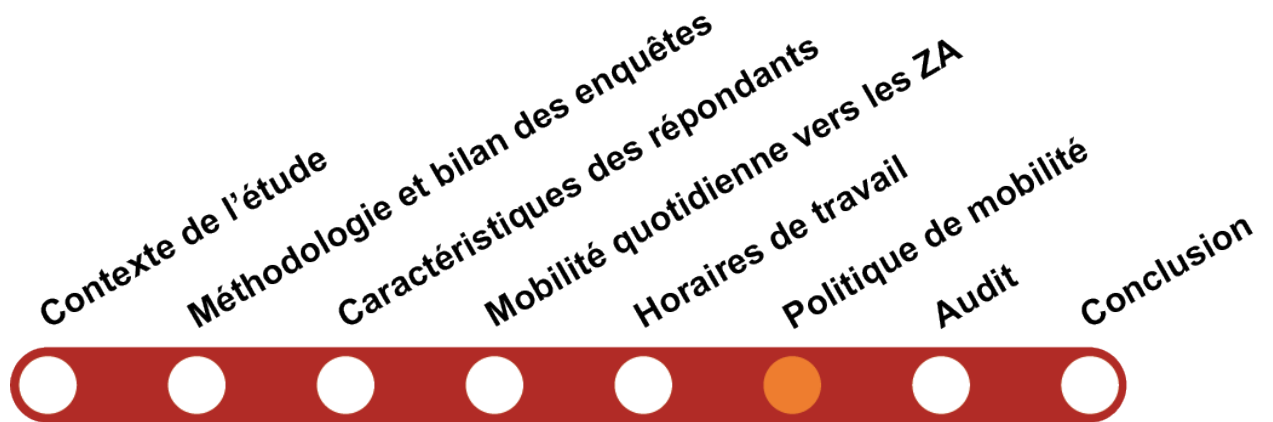 Contexte de l’étude
Méthodologie et bilan des enquêtes
Caractéristiques des répondants
Mobilité quotidienne vers les ZA
Horaires de travail
Politique de mobilité
Audit
Conclusion